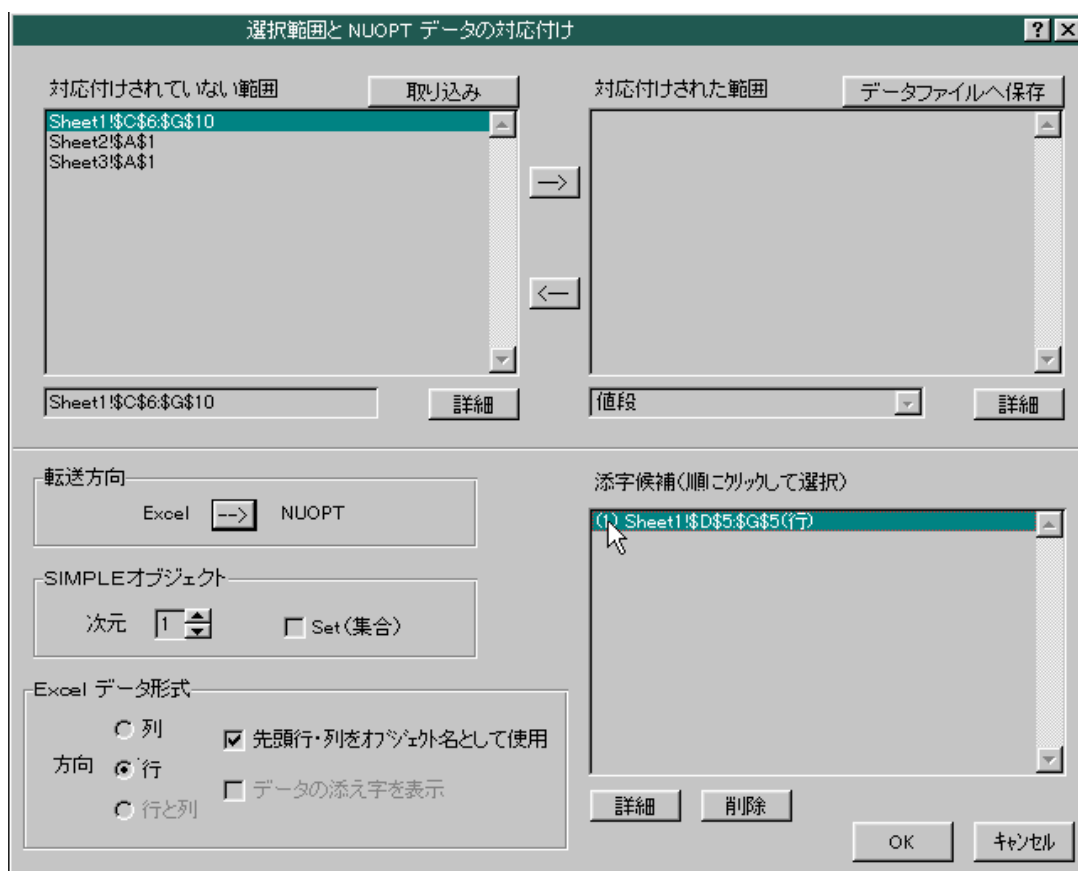 選択範囲と NUOPT データの対応付け
対応付けされていない範囲
取り込み
対応付けされた範囲
データファイルへ保存
Sheet1!$C$6:$G$10
Sheet2!$A$1
Sheet3!$A$1
-->
<--
Sheet1!$C$6:$G$10
詳細
値段
詳細
転送方向
Excel --> NUOPT
添字候補(順にクリックして選択)
(1) Sheet1!$D$5:$G$5(行)
SIMPLEオブジェクト
次元 1
Set(集合)
Excel データ形式
方向
列
行
行と列
先頭行・列をオブジェクト名として使用
データの添え字を表示
詳細
削除
OK
キャンセル